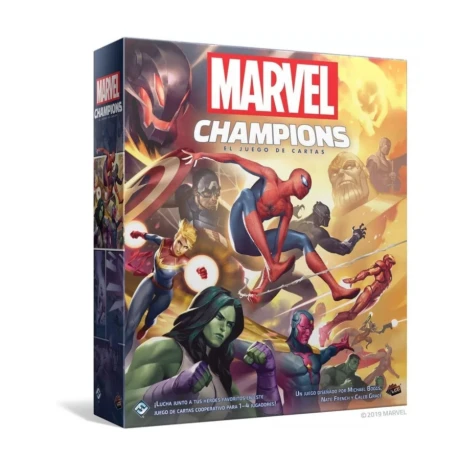 MARVEL
CHAMPIONS
EL JUEGO DE CARTAS
¡LUCHA JUNTO A TUS HÉROES FAVORITOS EN ESTE
JUEGO DE CARTAS COOPERATIVO PARA 1-4 JUGADORES!
UN JUEGO DISEÑADO POR MICHAEL BOGGS,
NATE FRENCH Y CALEB GRACE
MARVEL
CHAMPIONS
© 2019 MARVEL